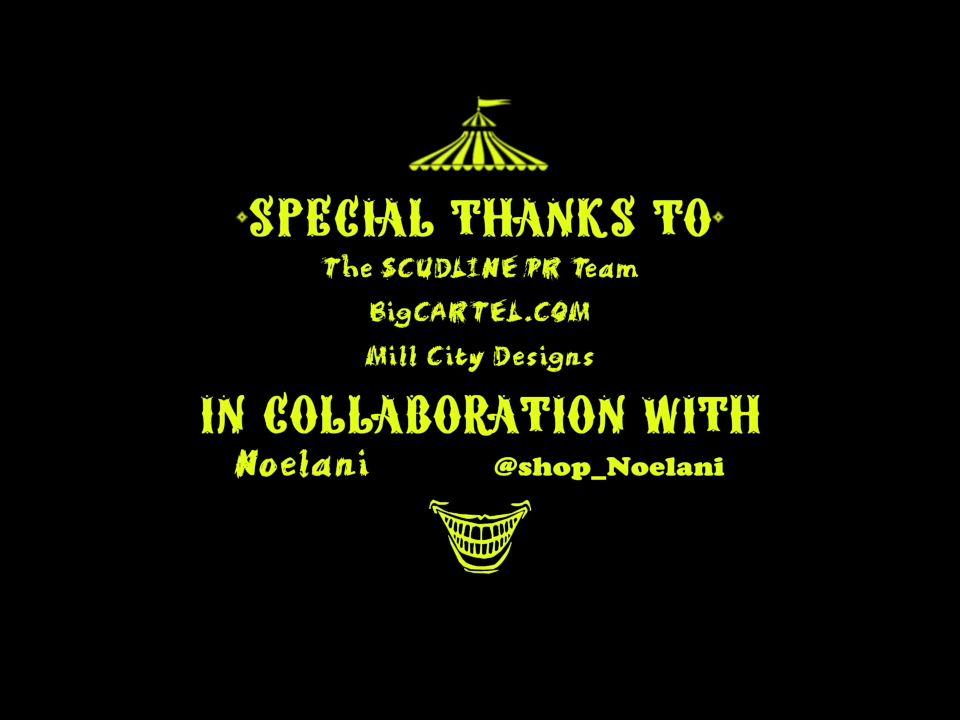 SPECIAL THANKS TO
The SCUDLINE PR Team
BigCARTEL.COM
Mill City Designs
IN COLLABORATION WITH
Noelani @shop_Noelani